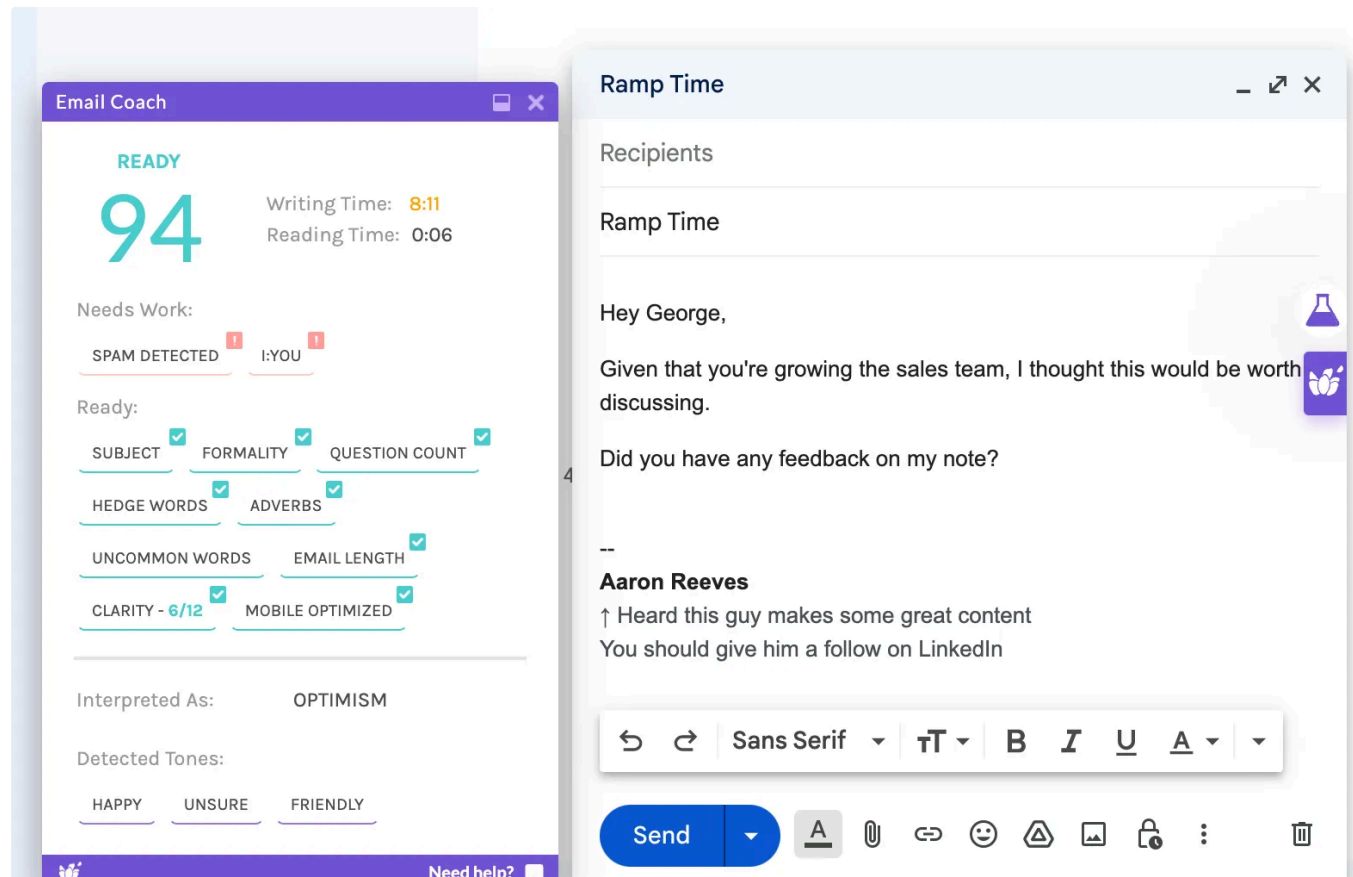 Email Coach
READY
94
Writing Time: 8:11
Reading Time: 0:06
Needs Work:
SPAM DETECTED ! I:YOU !
Ready:
SUBJECT FORMALITY QUESTION COUNT
HEDGE WORDS ADVERBS
UNCOMMON WORDS EMAIL LENGTH
CLARITY - 6/12 MOBILE OPTIMIZED
Interpreted As: OPTIMISM
Detected Tones:
HAPPY UNSURE FRIENDLY
Need help?
4
Ramp Time
Recipients
Ramp Time
Hey George,
Given that you're growing the sales team, I thought this would be worth
discussing.
Did you have any feedback on my note?
--
Aaron Reeves
↑ Heard this guy makes some great content
You should give him a follow on LinkedIn
Sans Serif TT B I U A
Send A